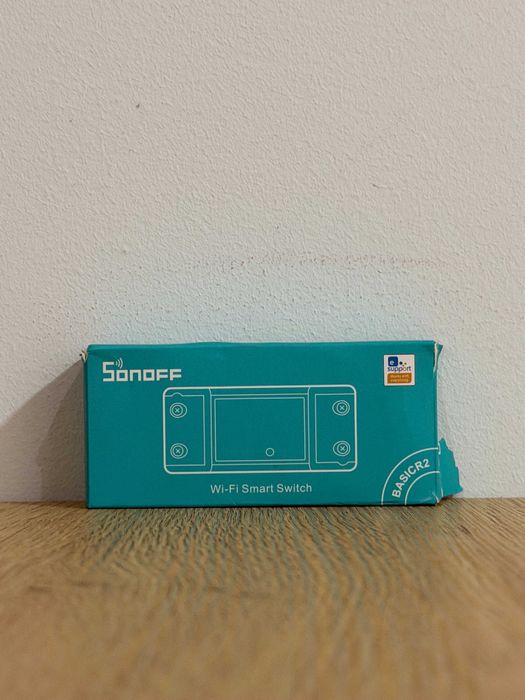 SONOFF
e
support
Wi-Fi Smart Switch
BASICR2